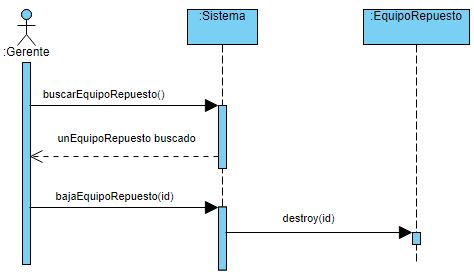 :Sistema
:EquipoRepuesto
:Gerente
buscarEquipoRepuesto()
unEquipoRepuesto buscado
bajaEquipoRepuesto(id)
destroy(id)